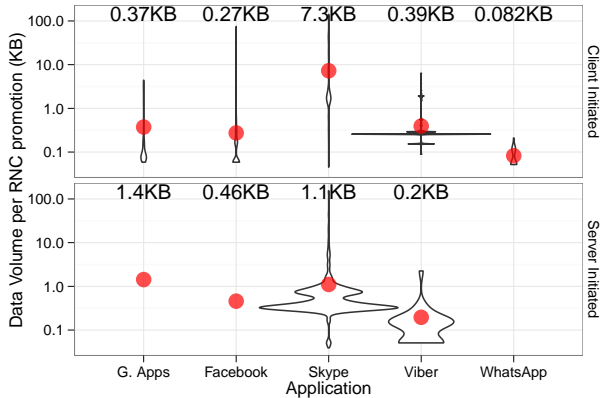 0.37KB 0.27KB 7.3KB 0.39KB 0.082KB
100.0
10.0
1.0
0.1
Client Initiated
1.4KB 0.46KB 1.1KB 0.2KB
100.0
10.0
1.0
0.1
Server Initiated
Data Volume per RNC promotion (KB)
G. Apps Facebook Skype Viber WhatsApp
Application